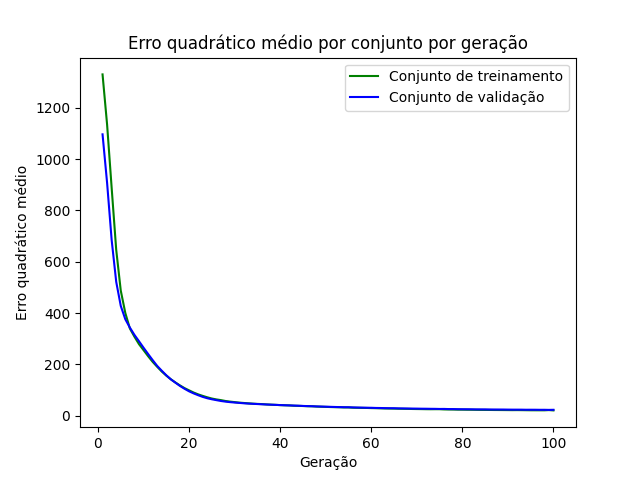 Erro quadrático médio por conjunto por geração
Conjunto de treinamento
Conjunto de validação
Erro quadrático médio
1200
1000
800
600
400
200
0
0 20 40 60 80 100
Geração